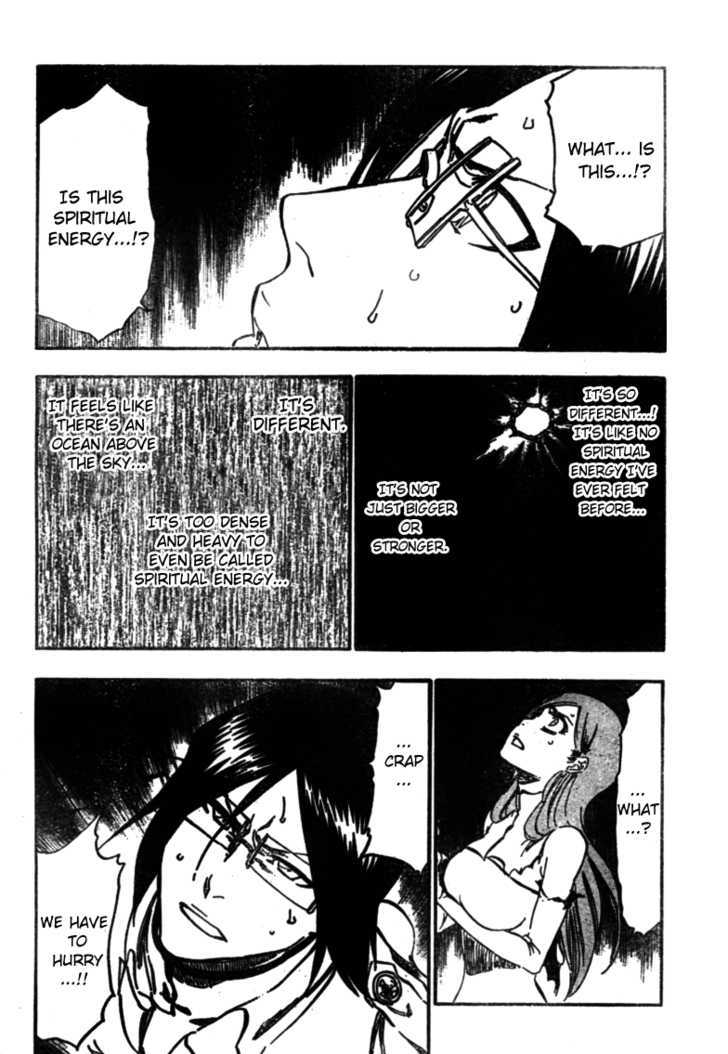 WHAT... IS
THIS...!?
IS THIS
SPIRITUAL
ENERGY...!?
IT'S SO
DIFFERENT...!
IT'S LIKE NO
SPIRITUAL
ENERGY I'VE
EVER FELT
BEFORE...
IT'S NOT
JUST BIGGER
OR
STRONGER.
IT'S
DIFFERENT.
IT FEELS LIKE
THERE'S AN
OCEAN ABOVE
THE SKY...
IT'S TOO DENSE
AND HEAVY TO
EVEN BE CALLED
SPIRITUAL ENERGY...
...
WHAT
...?
...
CRAP
...
WE HAVE
TO
HURRY
...!!